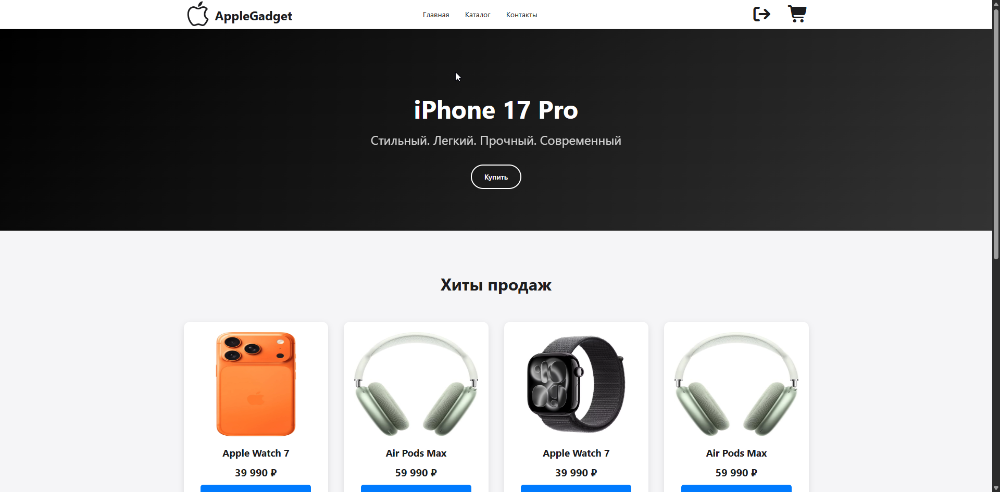 AppleGadget
Главная Каталог Контакты
iPhone 17 Pro
Стильный. Легкий. Прочный. Современный
Купить
Хиты продаж
Apple Watch 7
39 990 ₽
Air Pods Max
59 990 ₽
Apple Watch 7
39 990 ₽
Air Pods Max
59 990 ₽